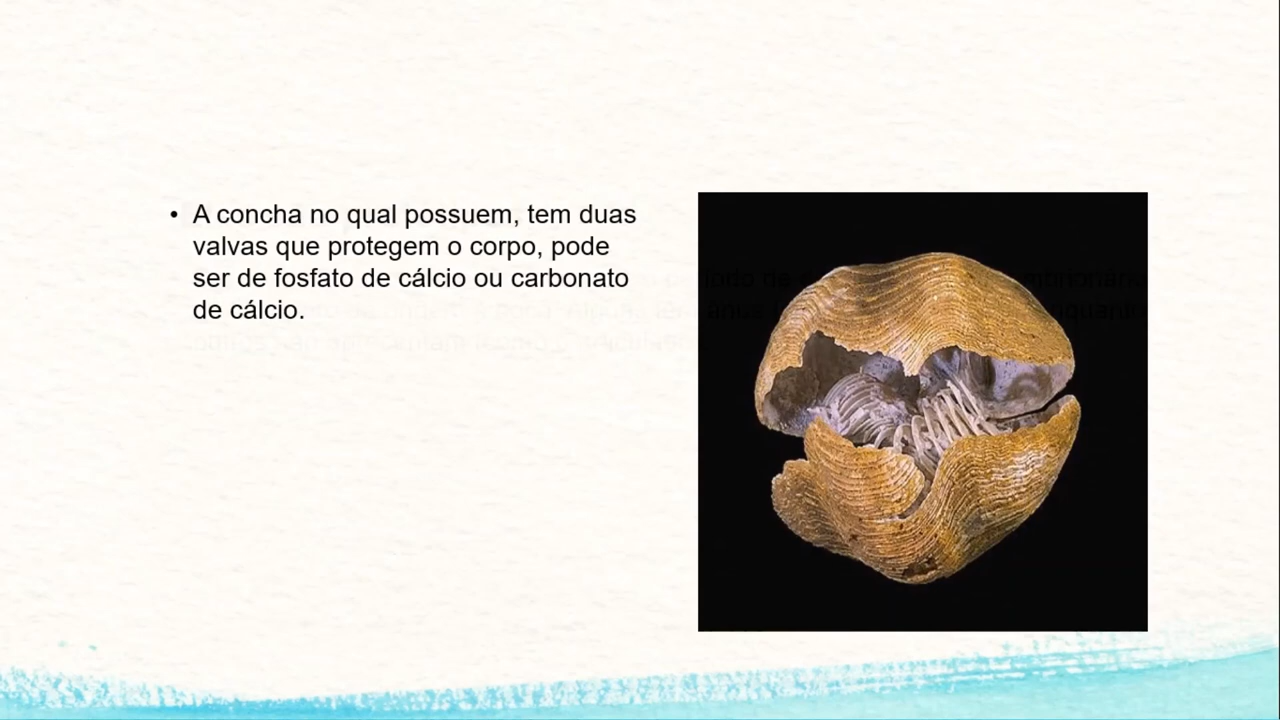 • A concha no qual possuem, tem duas
valvas que protegem o corpo, pode
ser de fosfato de cálcio ou carbonato
de cálcio.